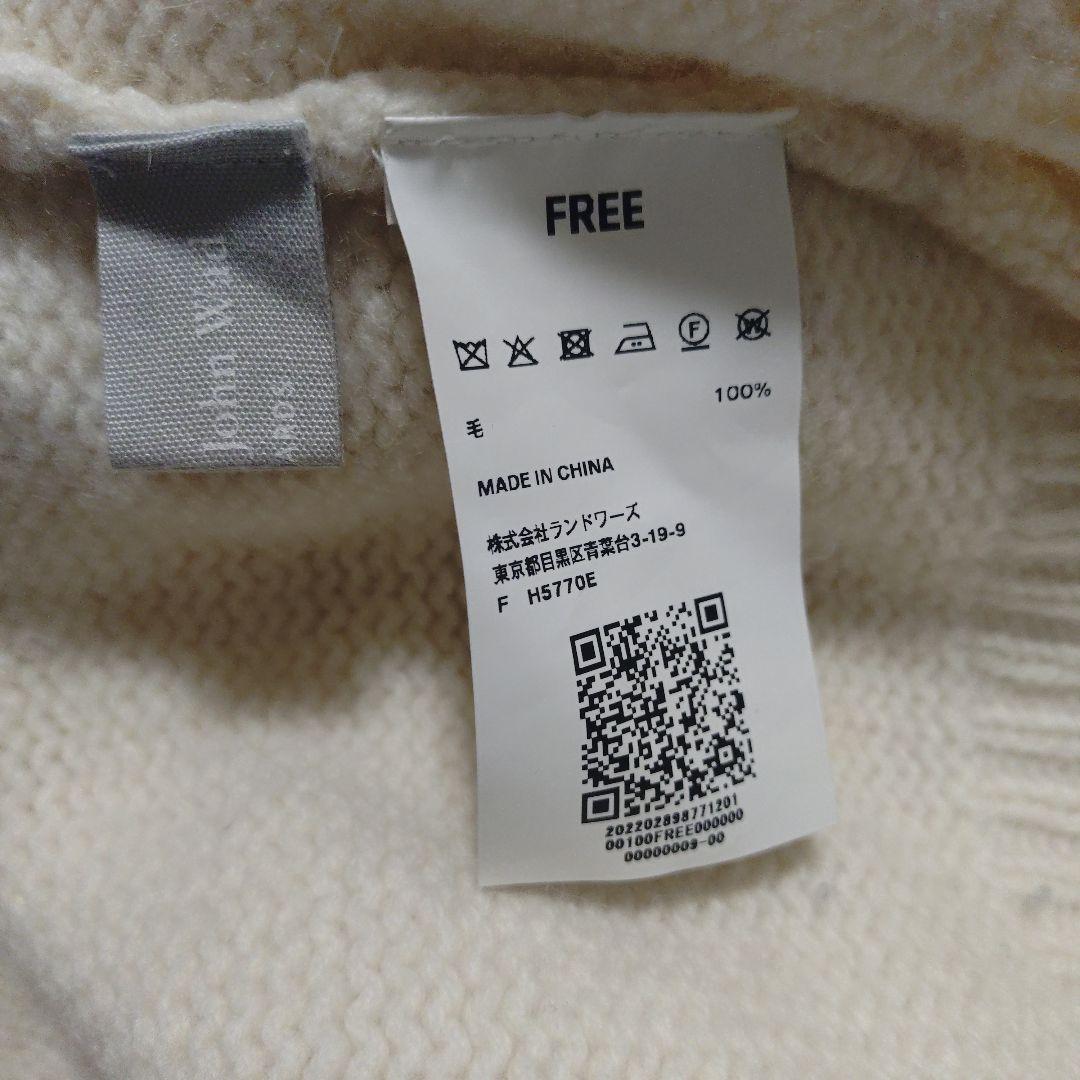 FREE
F
W
毛 100%
MADE IN CHINA
株式会社ランドワーズ
東京都目黒区青葉台3-19-9
F H5770E
202202898771201
00100FREE000000
00000009-00